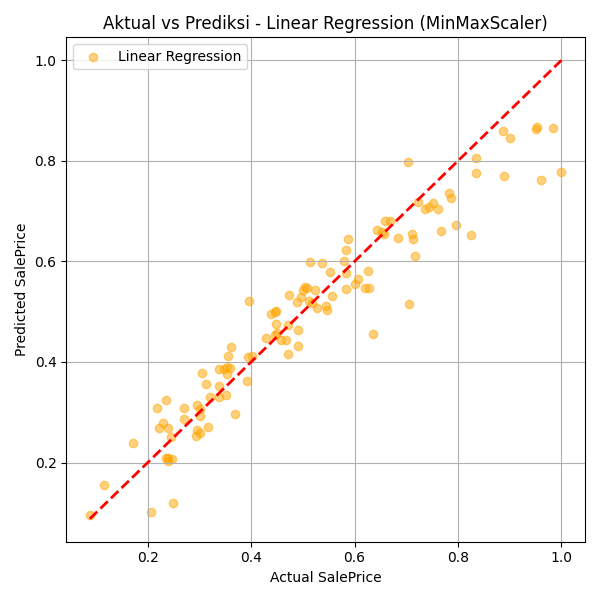 Aktual vs Prediksi - Linear Regression (MinMaxScaler)
Linear Regression
1.0
0.8
0.6
0.4
0.2
Predicted SalePrice
0.2 0.4 0.6 0.8 1.0
Actual SalePrice